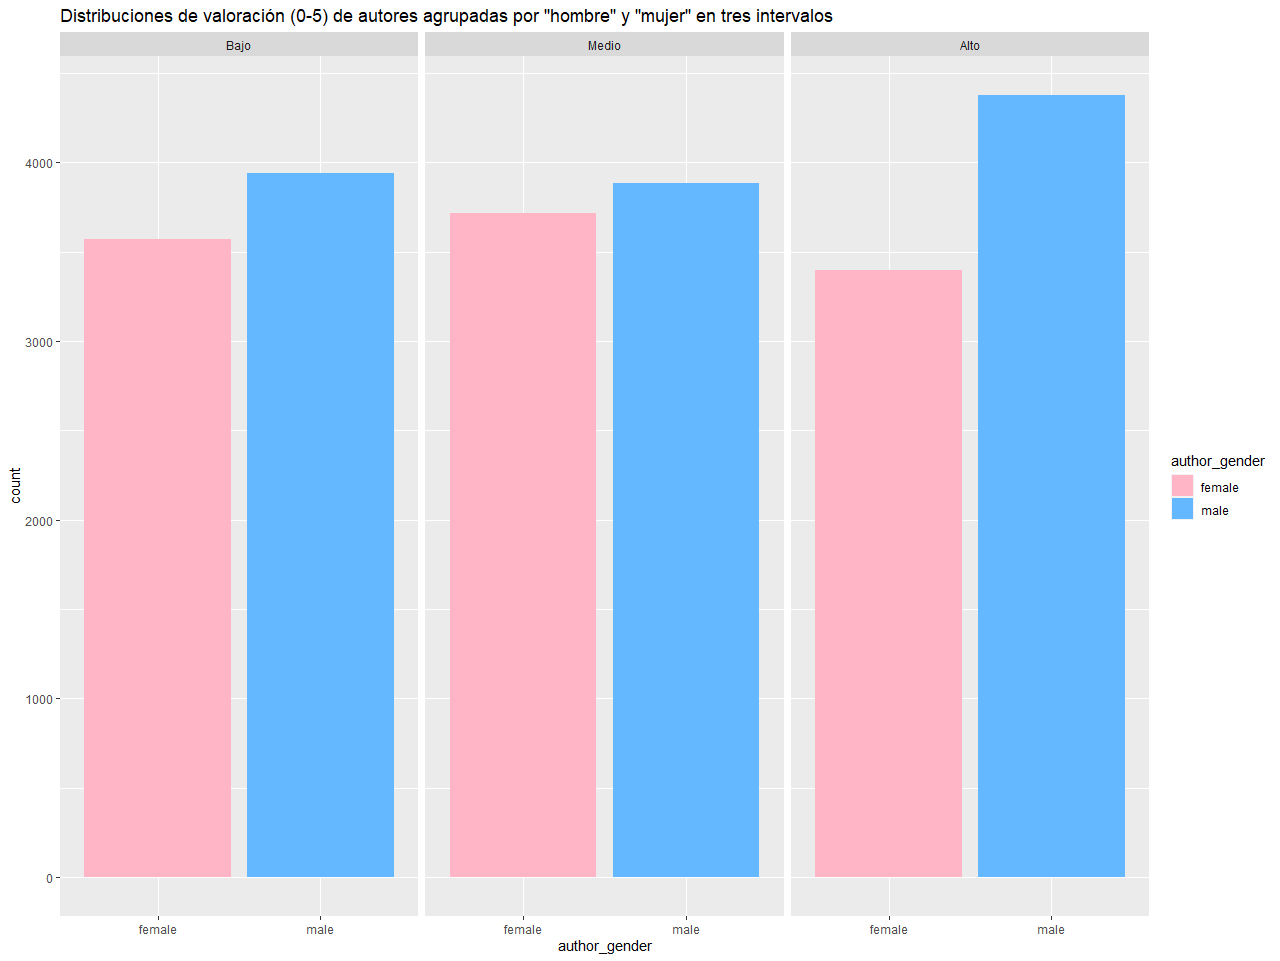 Distribuciones de valoración (0-5) de autores agrupadas por "hombre" y "mujer" en tres intervalos
Bajo
Medio
Alto
4000
3000
2000
1000
0
count
female
male
female
male
female
male
author_gender
author_gender
female
male